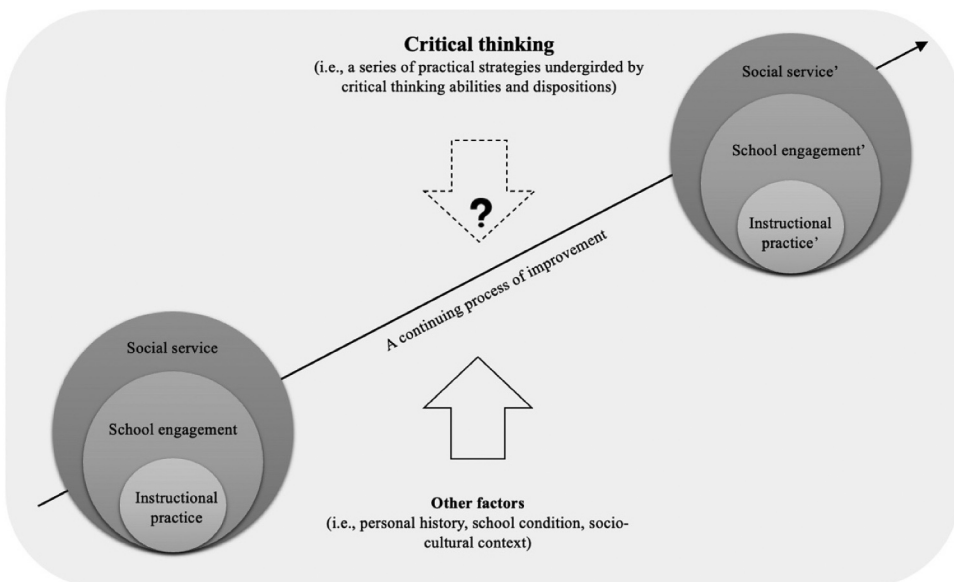 Critical thinking
(i.e., a series of practical strategies undergirded by
critical thinking abilities and dispositions)
Social service’
School engagement’
Instructional
practice’
?
A continuing process of improvement
Social service
School engagement
Instructional
practice
Other factors
(i.e., personal history, school condition, socio-
cultural context)